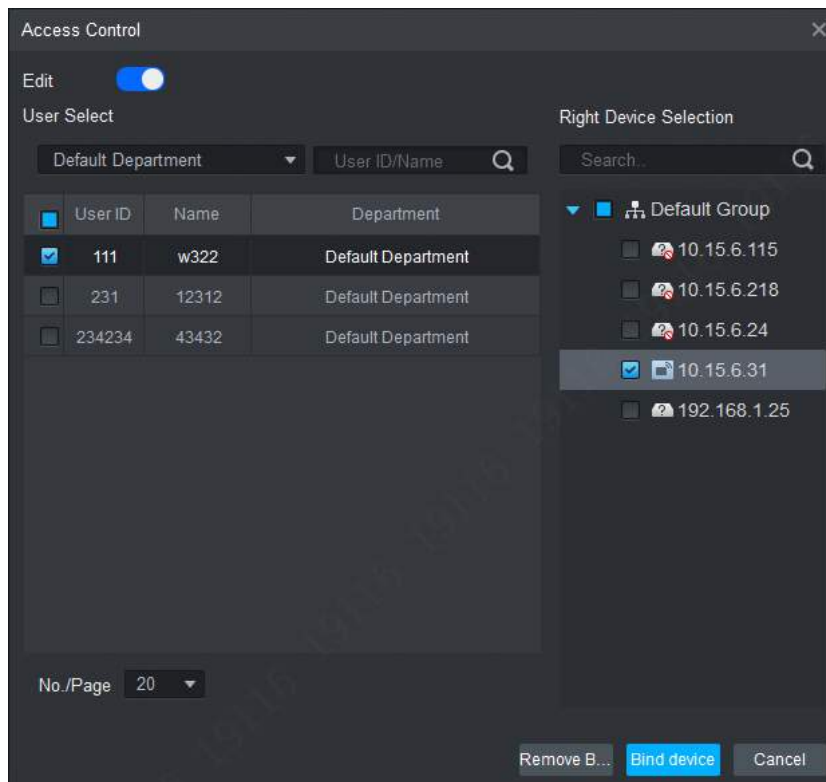 Access Control
Edit
User Select
Default Department
User ID/Name
User ID Name Department
111 w322 Default Department
231 12312 Default Department
234234 43432 Default Department
No./Page 20
Right Device Selection
Search..
Default Group
10.15.6.115
10.15.6.218
10.15.6.24
10.15.6.31
192.168.1.25
Remove B... Bind device Cancel